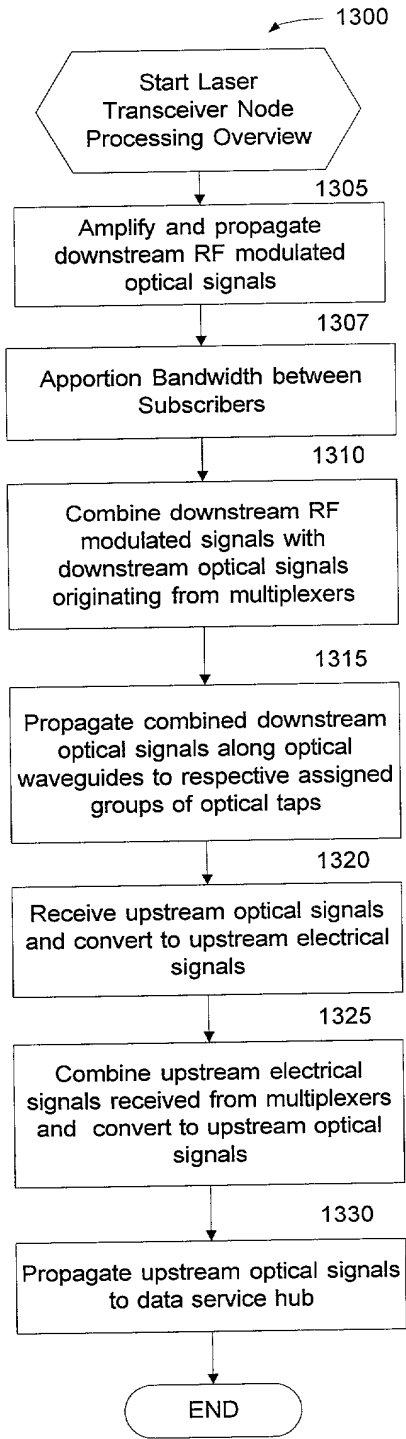 1300
Start Laser
Transceiver Node
Processing Overview
1305
Amplify and propagate
downstream RF modulated
optical signals
1307
Apportion Bandwidth between
Subscribers
1310
Combine downstream RF
modulated signals with
downstream optical signals
originating from multiplexers
1315
Propagate combined downstream
optical signals along optical
waveguides to respective assigned
groups of optical taps
1320
Receive upstream optical signals
and convert to upstream electrical
signals
1325
Combine upstream electrical
signals received from multiplexers
and convert to upstream optical
signals
1330
Propagate upstream optical signals
to data service hub
END